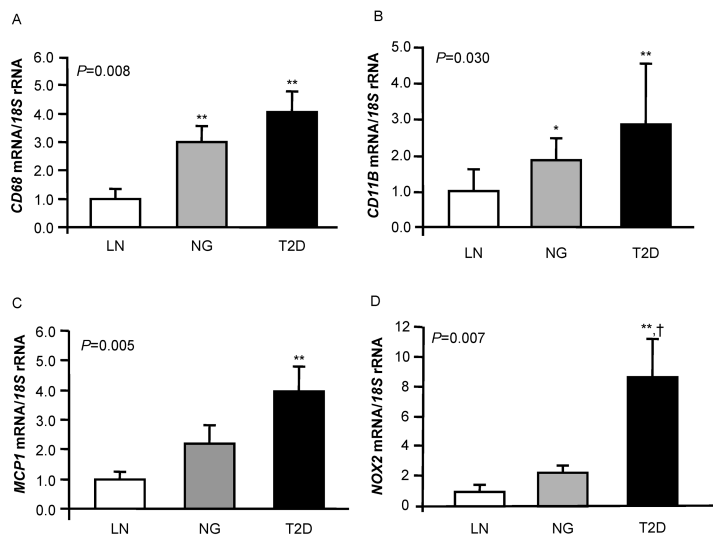 A
CD68 mRNA/18S rRNA
6.0
5.0
4.0
3.0
2.0
1.0
0.0
P=0.008
**
**
LN NG T2D
B
CD11B mRNA/18S rRNA
5.0
4.0
3.0
2.0
1.0
0.0
P=0.030
*
**
LN NG T2D
C
MCP1 mRNA/18S rRNA
6.0
5.0
4.0
3.0
2.0
1.0
0.0
P=0.005
**
LN NG T2D
D
NOX2 mRNA/18S rRNA
12
10
8
6
4
2
0
P=0.007
**,†
LN NG T2D